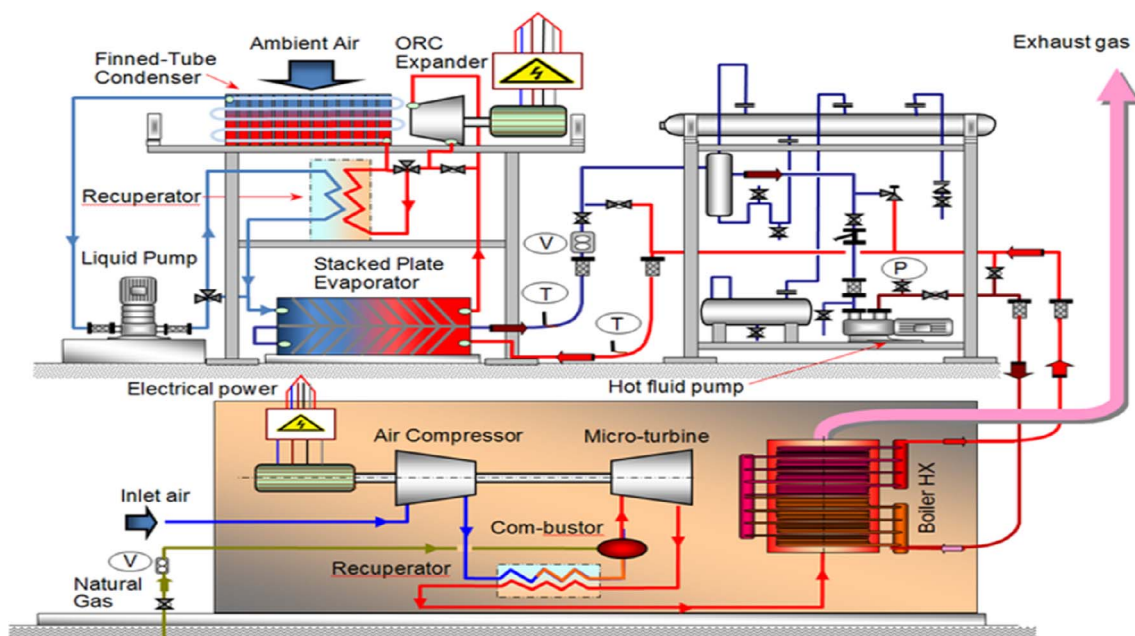 Ambient Air
ORC
Expander
Finned-Tube
Condenser
Exhaust gas
Recuperator
Liquid Pump
Stacked Plate
Evaporator
V
T
T
P
Hot fluid pump
Electrical power
Air Compressor
Micro-turbine
Inlet air
Com-bustor
Boiler HX
V
Recuperator
Natural
Gas